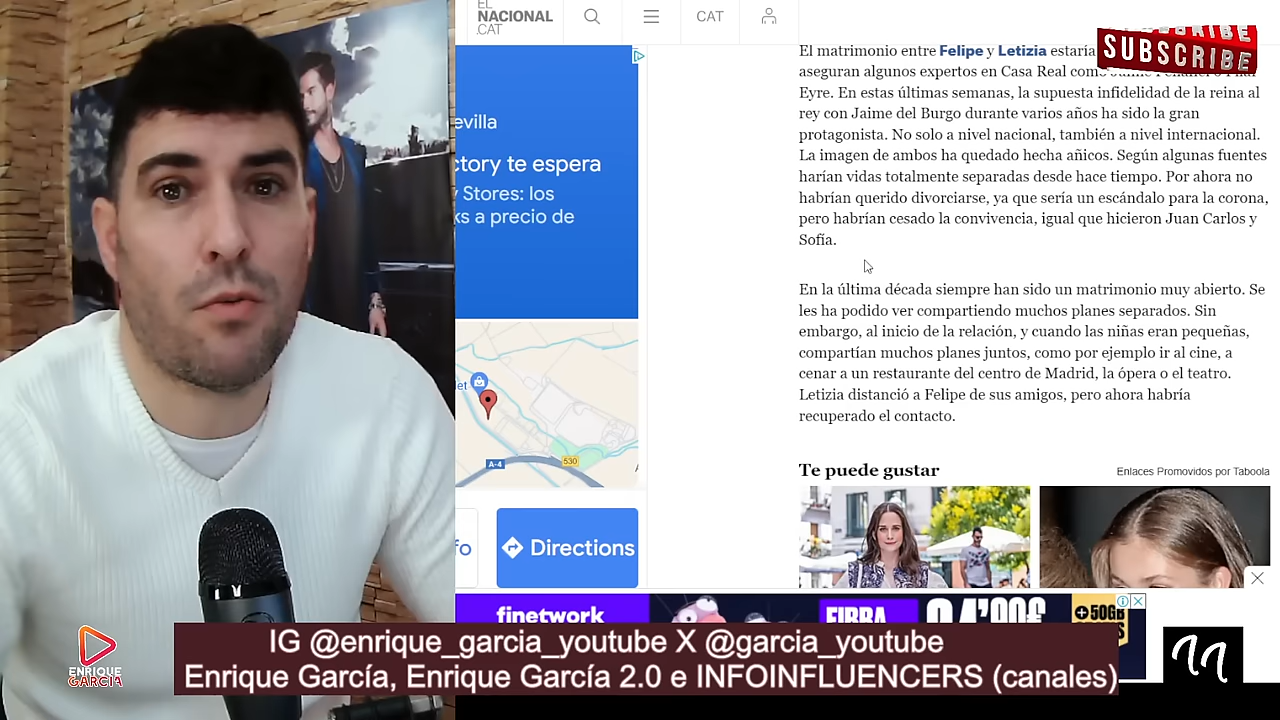 EL
NACIONAL
.CAT
CAT
SUBSCRIBE
El matrimonio entre Felipe y Letizia estaría
aseguran algunos expertos en Casa Real como
Eyre. En estas últimas semanas, la supuesta infidelidad de la reina al
rey con Jaime del Burgo durante varios años ha sido la gran
protagonista. No solo a nivel nacional, también a nivel internacional.
La imagen de ambos ha quedado hecha añicos. Según algunas fuentes
harían vidas totalmente separadas desde hace tiempo. Por ahora no
habrían querido divorciarse, ya que sería un escándalo para la corona,
pero habrían cesado la convivencia, igual que hicieron Juan Carlos y
Sofía.
En la última década siempre han sido un matrimonio muy abierto. Se
les ha podido ver compartiendo muchos planes separados. Sin
embargo, al inicio de la relación, y cuando las niñas eran pequeñas,
compartían muchos planes juntos, como por ejemplo ir al cine, a
cenar a un restaurante del centro de Madrid, la ópera o el teatro.
Letizia distanció a Felipe de sus amigos, pero ahora habría
recuperado el contacto.
Te puede gustar
Enlaces Promovidos por Taboola
evilla
ctory te espera
y Stores: los
ks a precio de
et
A-4
530
fo
Directions
finetwork
FIBRA
+50GB
IG @enrique_garcia_youtube X @garcia_youtube
Enrique García, Enrique García 2.0 e INFOINFLUENCERS (canales)
ENRIQUE
GARCÍA